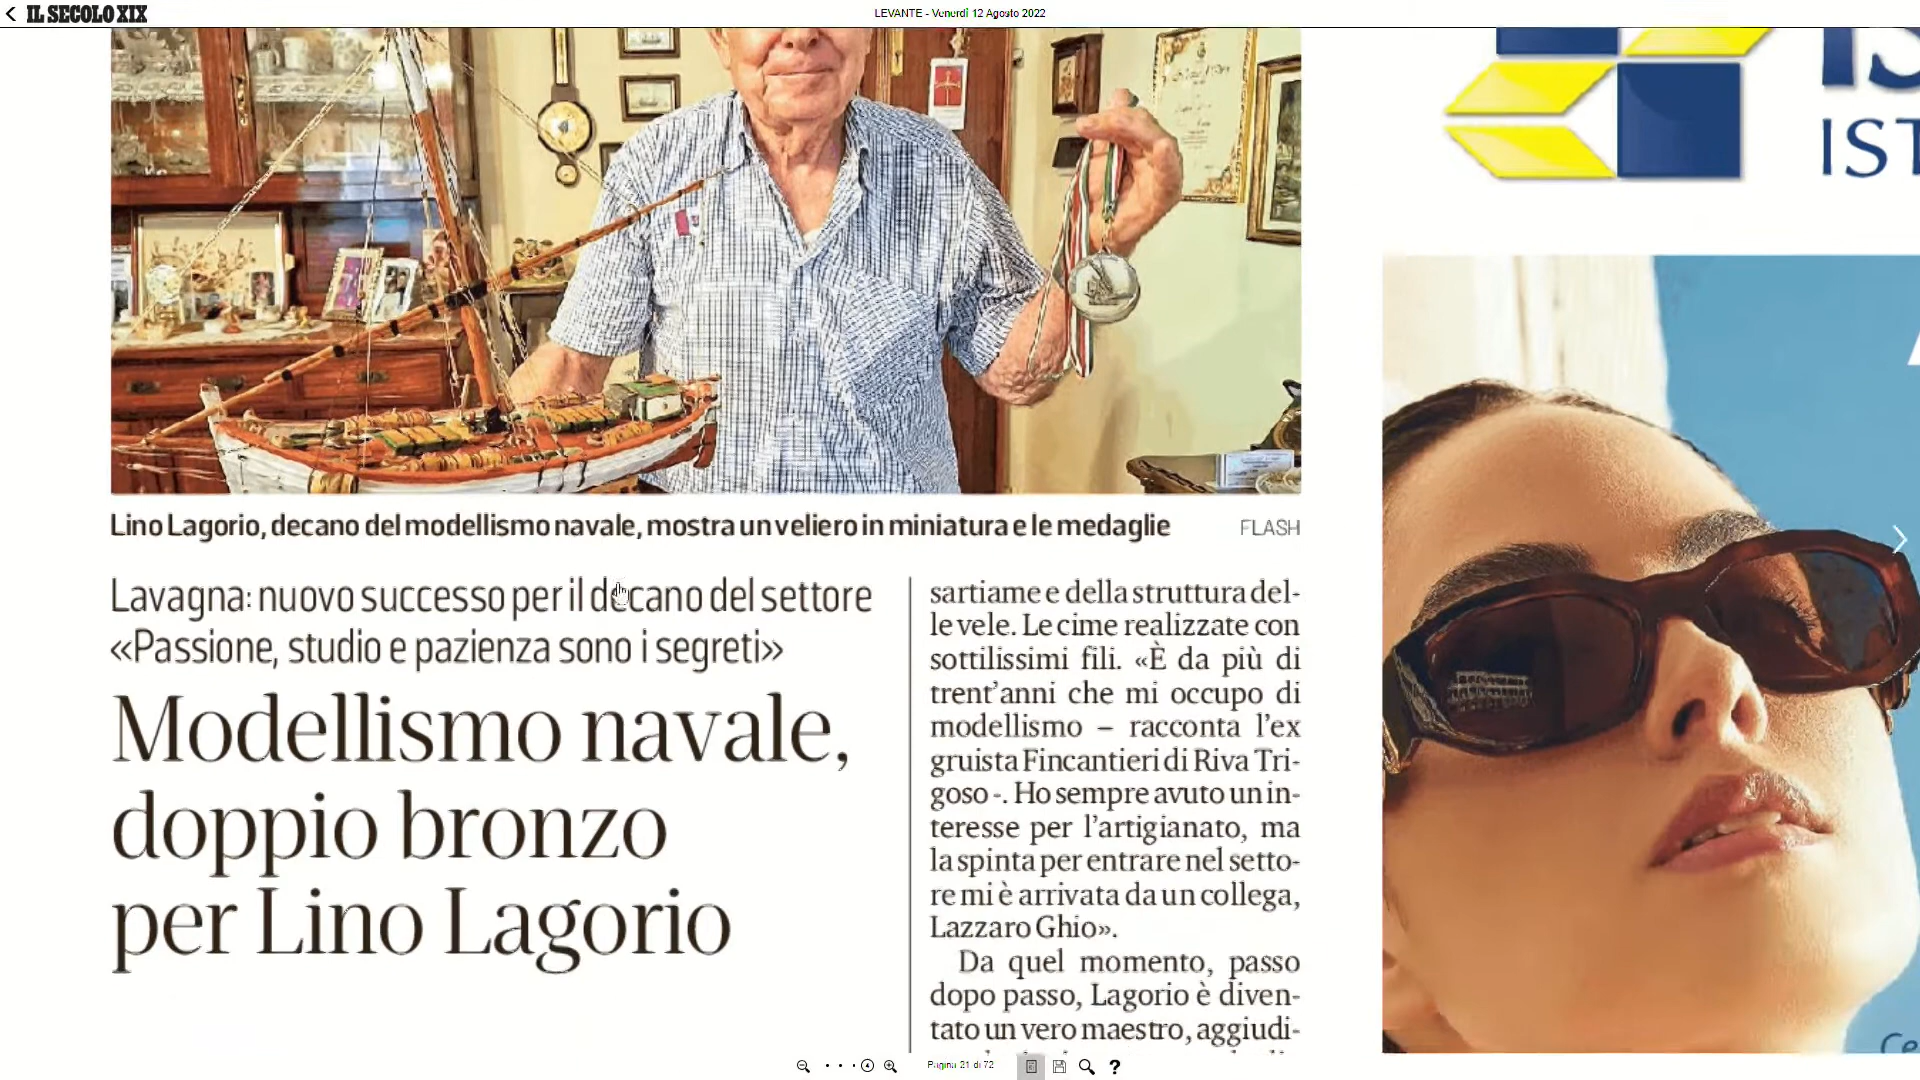 IL SECOLO XIX
LEVANTE - Venerdì 12 Agosto 2022
IST
Lino Lagorio, decano del modellismo navale, mostra un veliero in miniatura e le medaglie
FLASH
Lavagna: nuovo successo per il decano del settore
«Passione, studio e pazienza sono i segreti»
Modellismo navale,
doppio bronzo
per Lino Lagorio
sartiame e della struttura del-
le vele. Le cime realizzate con
sottilissimi fili. «È da più di
trent'anni che mi occupo di
modellismo – racconta l'ex
gruista Fincantieri di Riva Tri-
goso -. Ho sempre avuto un in-
teresse per l'artigianato, ma
la spinta per entrare nel setto-
re mi è arrivata da un collega,
Lazzaro Ghio».
Da quel momento, passo
dopo passo, Lagorio è diven-
tato un vero maestro, aggiudi-
Pagina 21 di 72